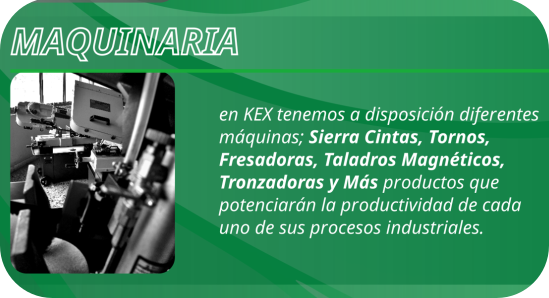 MAQUINARIA
en KEX tenemos a disposición diferentes
máquinas; Sierra Cintas, Tornos,
Fresadoras, Taladros Magnéticos,
Tronzadoras y Más productos que
potenciarán la productividad de cada
uno de sus procesos industriales.